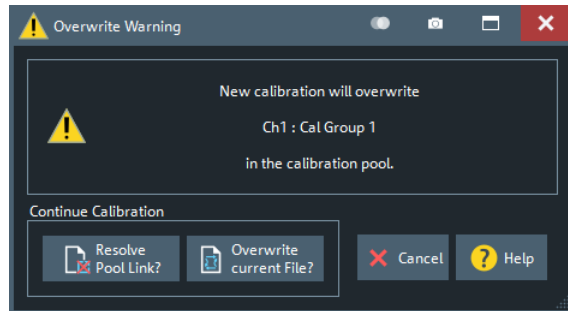 Overwrite Warning
New calibration will overwrite
Ch1 : Cal Group 1
in the calibration pool.
Continue Calibration
Resolve
Pool Link?
Overwrite
current File?
Cancel
Help